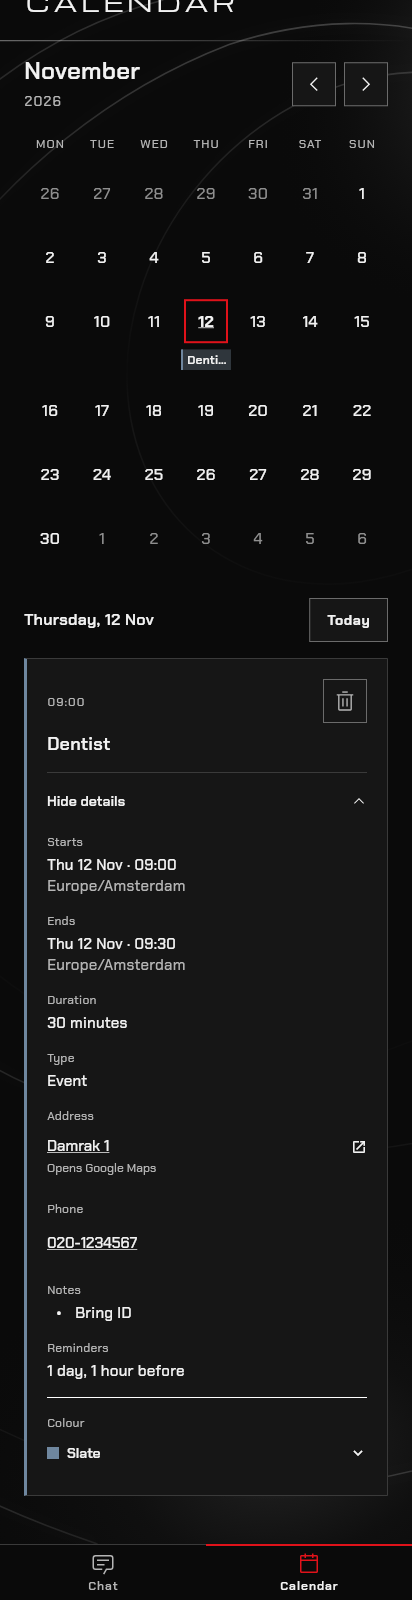 CALENDAR
November
2026
MON TUE WED THU FRI SAT SUN
26 27 28 29 30 31 1
2 3 4 5 6 7 8
9 10 11 12 13 14 15
Denti...
16 17 18 19 20 21 22
23 24 25 26 27 28 29
30 1 2 3 4 5 6
Thursday, 12 Nov
Today
09:00
Dentist
Hide details
Starts
Thu 12 Nov · 09:00
Europe/Amsterdam
Ends
Thu 12 Nov · 09:30
Europe/Amsterdam
Duration
30 minutes
Type
Event
Address
Damrak 1
Opens Google Maps
Phone
020-1234567
Notes
• Bring ID
Reminders
1 day, 1 hour before
Colour
Slate
Chat Calendar